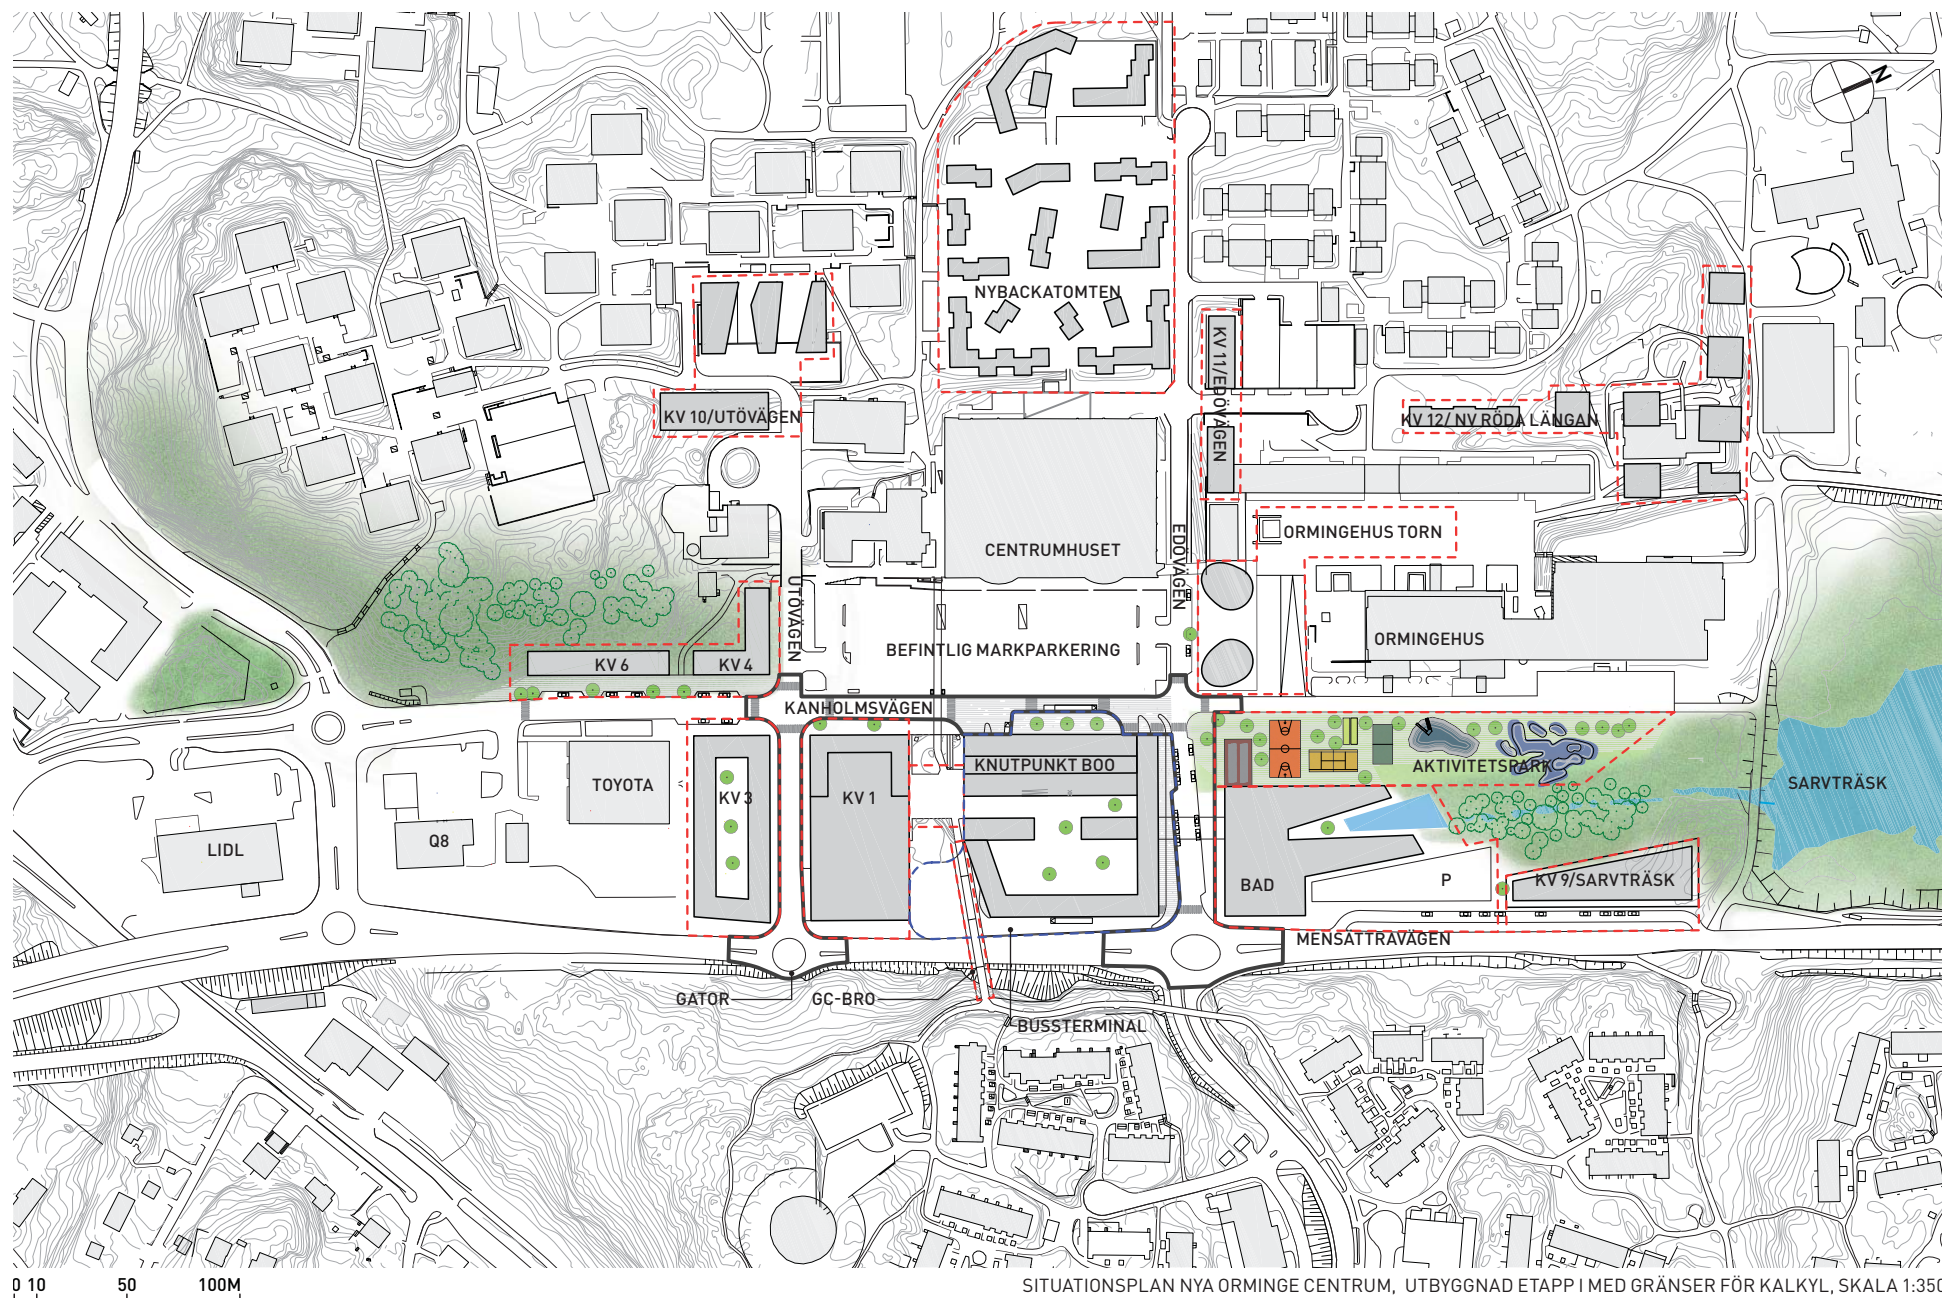 N
NYBACKATOMTEN
KV 11/EDÖVÄGEN
KV 10/UTÖVÄGEN
KV 12/ NV RÖDA LÄNGAN
ORMINGEHUS TORN
CENTRUMHUSET
EDÖVÄGEN
UTÖVÄGEN
ORMINGEHUS
BEFINTLIG MARKPARKERING
KV 6
KV 4
KANHOLMSVÄGEN
KNUTPUNKT BOO
AKTIVITETSPARK
SARVTRÄSK
TOYOTA
KV 3
KV 1
Q8
LIDL
BAD
P
KV 9/SARVTRÄSK
MENSÄTTRAVÄGEN
GATOR
GC-BRO
BUSSTERMINAL
0 10 50 100M
SITUATIONSPLAN NYA ORMINGE CENTRUM, UTBYGGNAD ETAPP I MED GRÄNSER FÖR KALKYL, SKALA 1:350